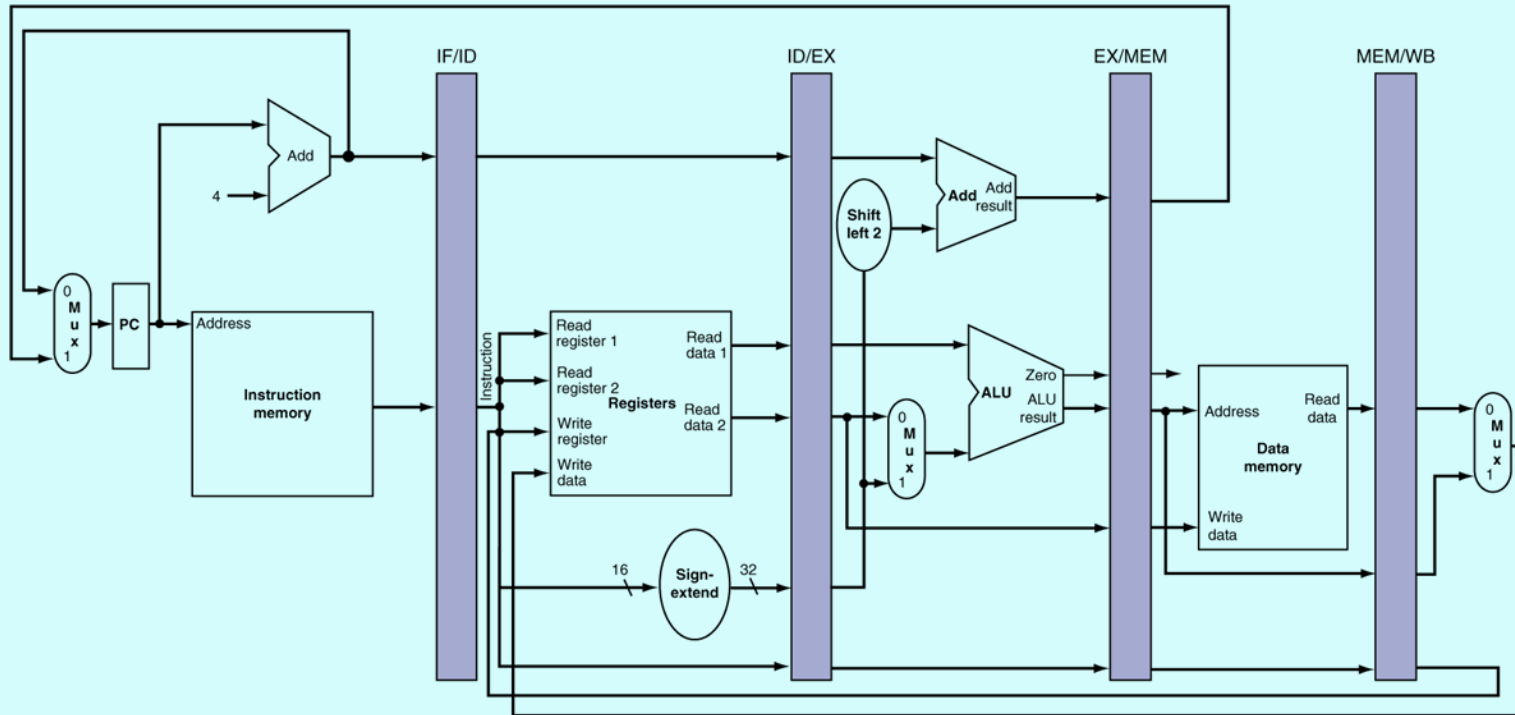 IF/ID
ID/EX
EX/MEM
MEM/WB
Add
4
Add
Add
result
Shift
left 2
0
M
u
x
1
PC
Address
Instruction
memory
Instruction
Read
register 1
Read
register 2
Write
register
Write
data
Registers
Read
data 1
Read
data 2
16
Sign-
extend
32
0
M
u
x
1
ALU
Zero
ALU
result
Address
Write
data
Data
memory
Read
data
0
M
u
x
1